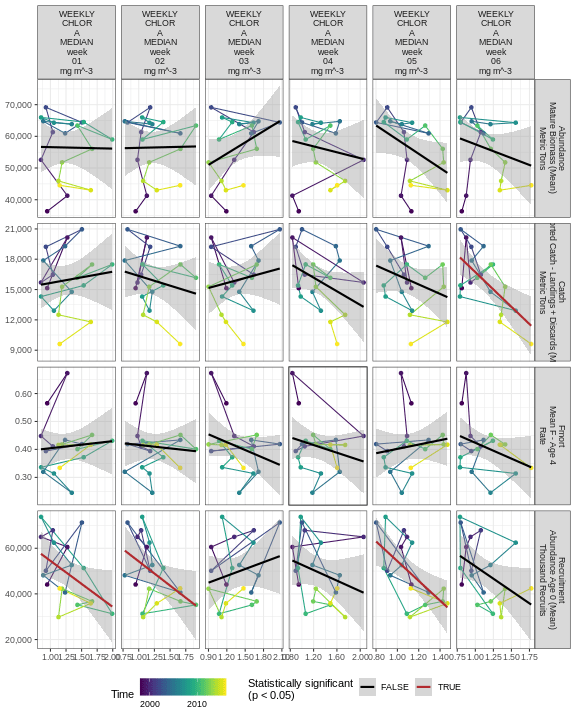 WEEKLY WEEKLY WEEKLY WEEKLY WEEKLY WEEKLY
CHLOR CHLOR CHLOR CHLOR CHLOR CHLOR
A A A A A A
MEDIAN MEDIAN MEDIAN MEDIAN MEDIAN MEDIAN
week week week week week week
01 02 03 04 05 06
mg m^-3 mg m^-3 mg m^-3 mg m^-3 mg m^-3 mg m^-3
70,000
60,000
50,000
40,000
Abundance
Mature Biomass (Mean)
Metric Tons
21,000
18,000
15,000
12,000
9,000
Catch
Catch - Landings + Discards
Metric Tons
0.60
0.50
0.40
0.30
Fmort
Mean F - Age 4
Rate
60,000
40,000
20,000
Recruitment
Abundance Age 0 (Mean)
Thousand Recruits
1.00 1.25 1.50 1.75 1.00 1.25 1.50 1.75 0.90 1.20 1.50 1.80 1.20 1.60 2.00 0.80 1.00 1.20 1.40 0.75 1.00 1.25 1.50 1.75
Time
2000 2010
Statistically significant
(p < 0.05)
FALSE TRUE